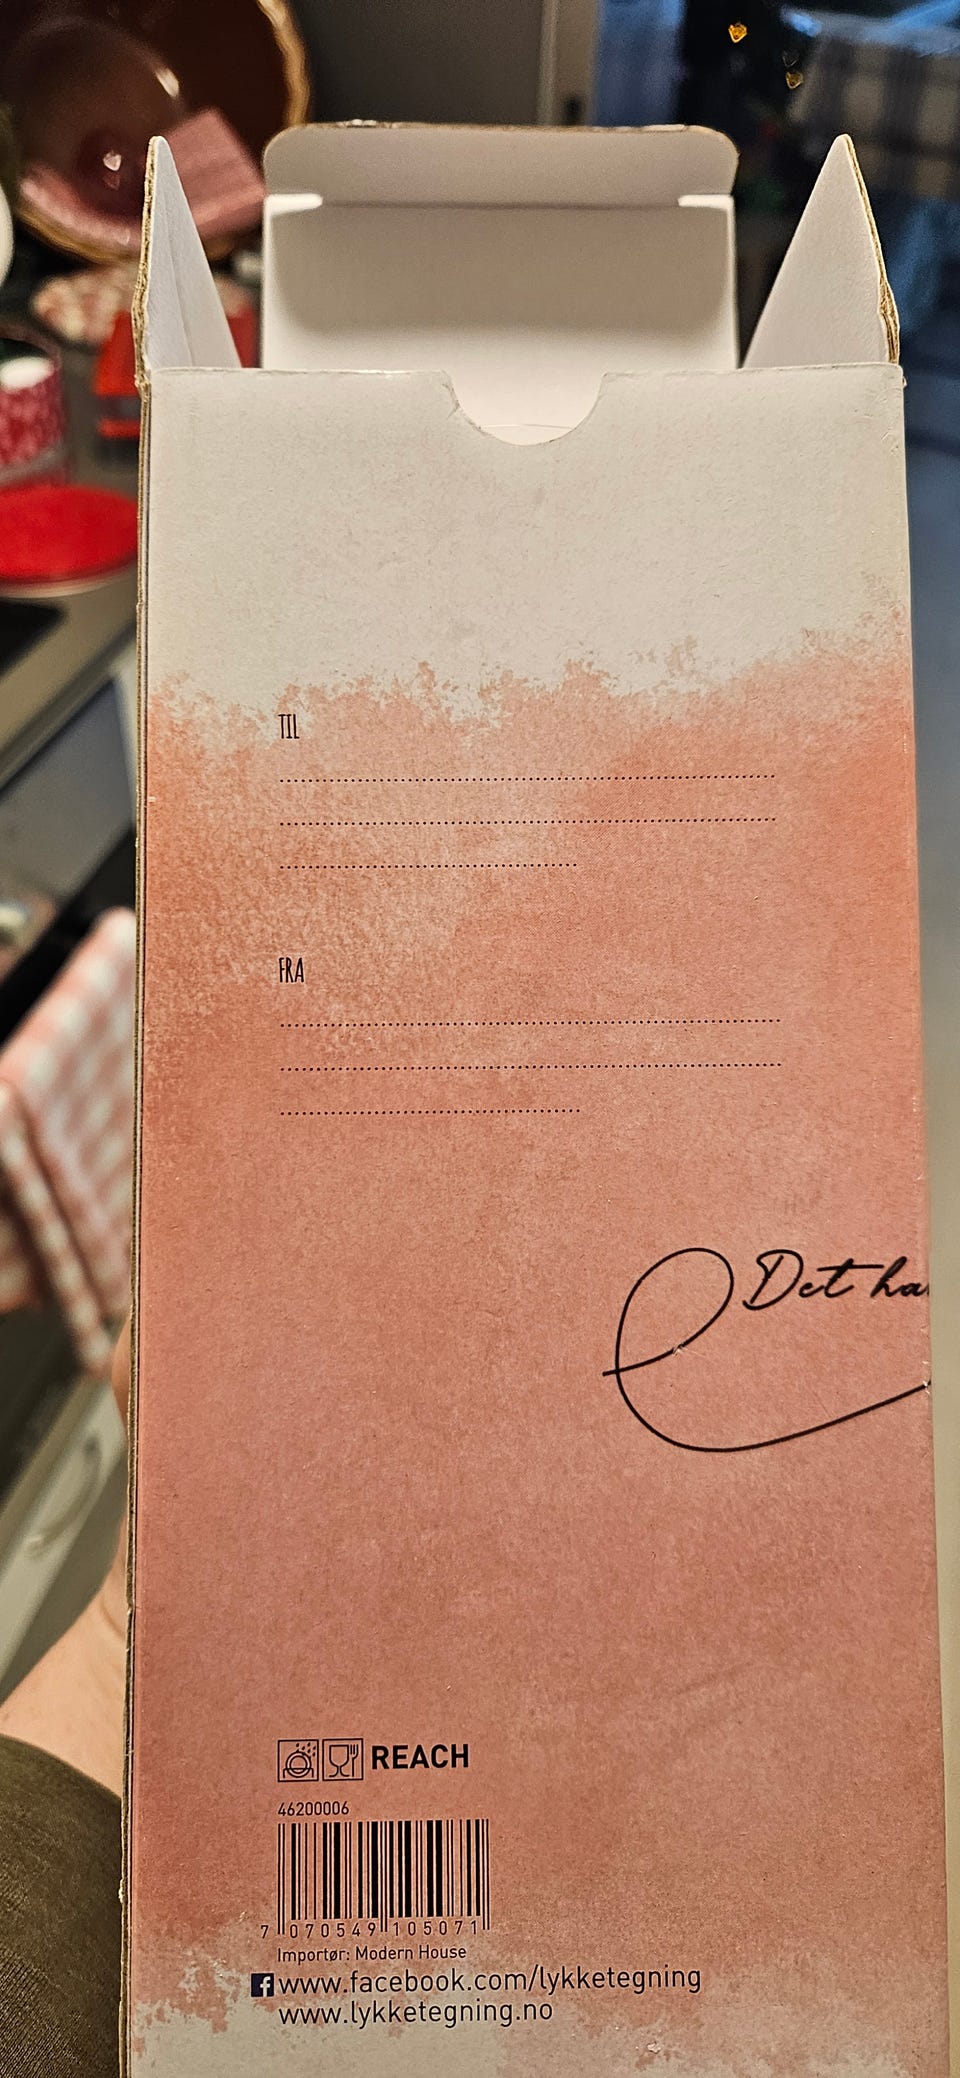 TIL
FRA
Det ha
REACH
46200006
7 070549 105071
Importør: Modern House
www.facebook.com/lykketegning
www.lykketegning.no